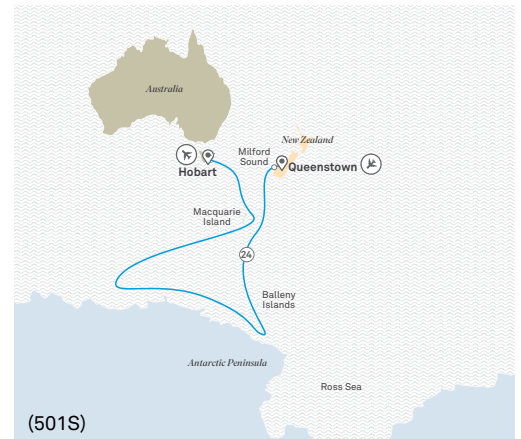 Australia
New Zealand
Milford
Sound
Queenstown
Hobart
Macquarie
Island
24
Balleny
Islands
Antarctic Peninsula
Ross Sea
(501S)